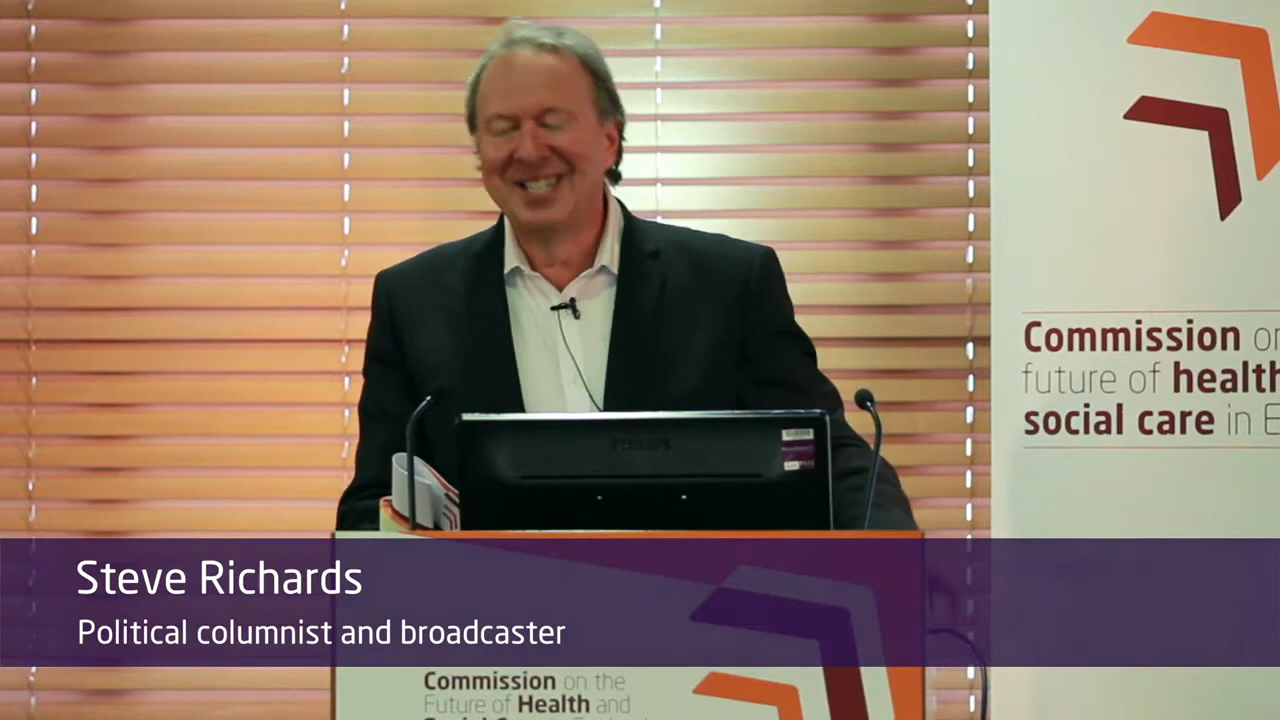 Commission on
future of health
social care in E
PHILIPS
Steve Richards
Political columnist and broadcaster
Commission on the
Future of Health and